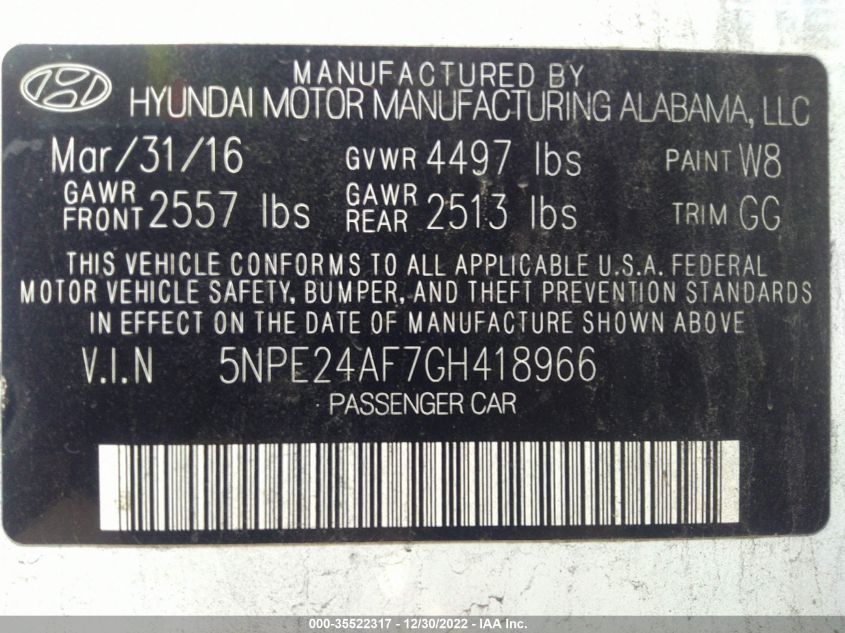 MANUFACTURED BY
HYUNDAI MOTOR MANUFACTURING ALABAMA, LLC
Mar/31/16 GVWR 4497 lbs PAINT W8
GAWR FRONT 2557 lbs GAWR REAR 2513 lbs TRIM GG
THIS VEHICLE CONFORMS TO ALL APPLICABLE U.S.A. FEDERAL
MOTOR VEHICLE SAFETY, BUMPER, AND THEFT PREVENTION STANDARDS
IN EFFECT ON THE DATE OF MANUFACTURE SHOWN ABOVE
V.I.N 5NPE24AF7GH418966
PASSENGER CAR
000-35522317 - 12/30/2022 - IAA Inc.